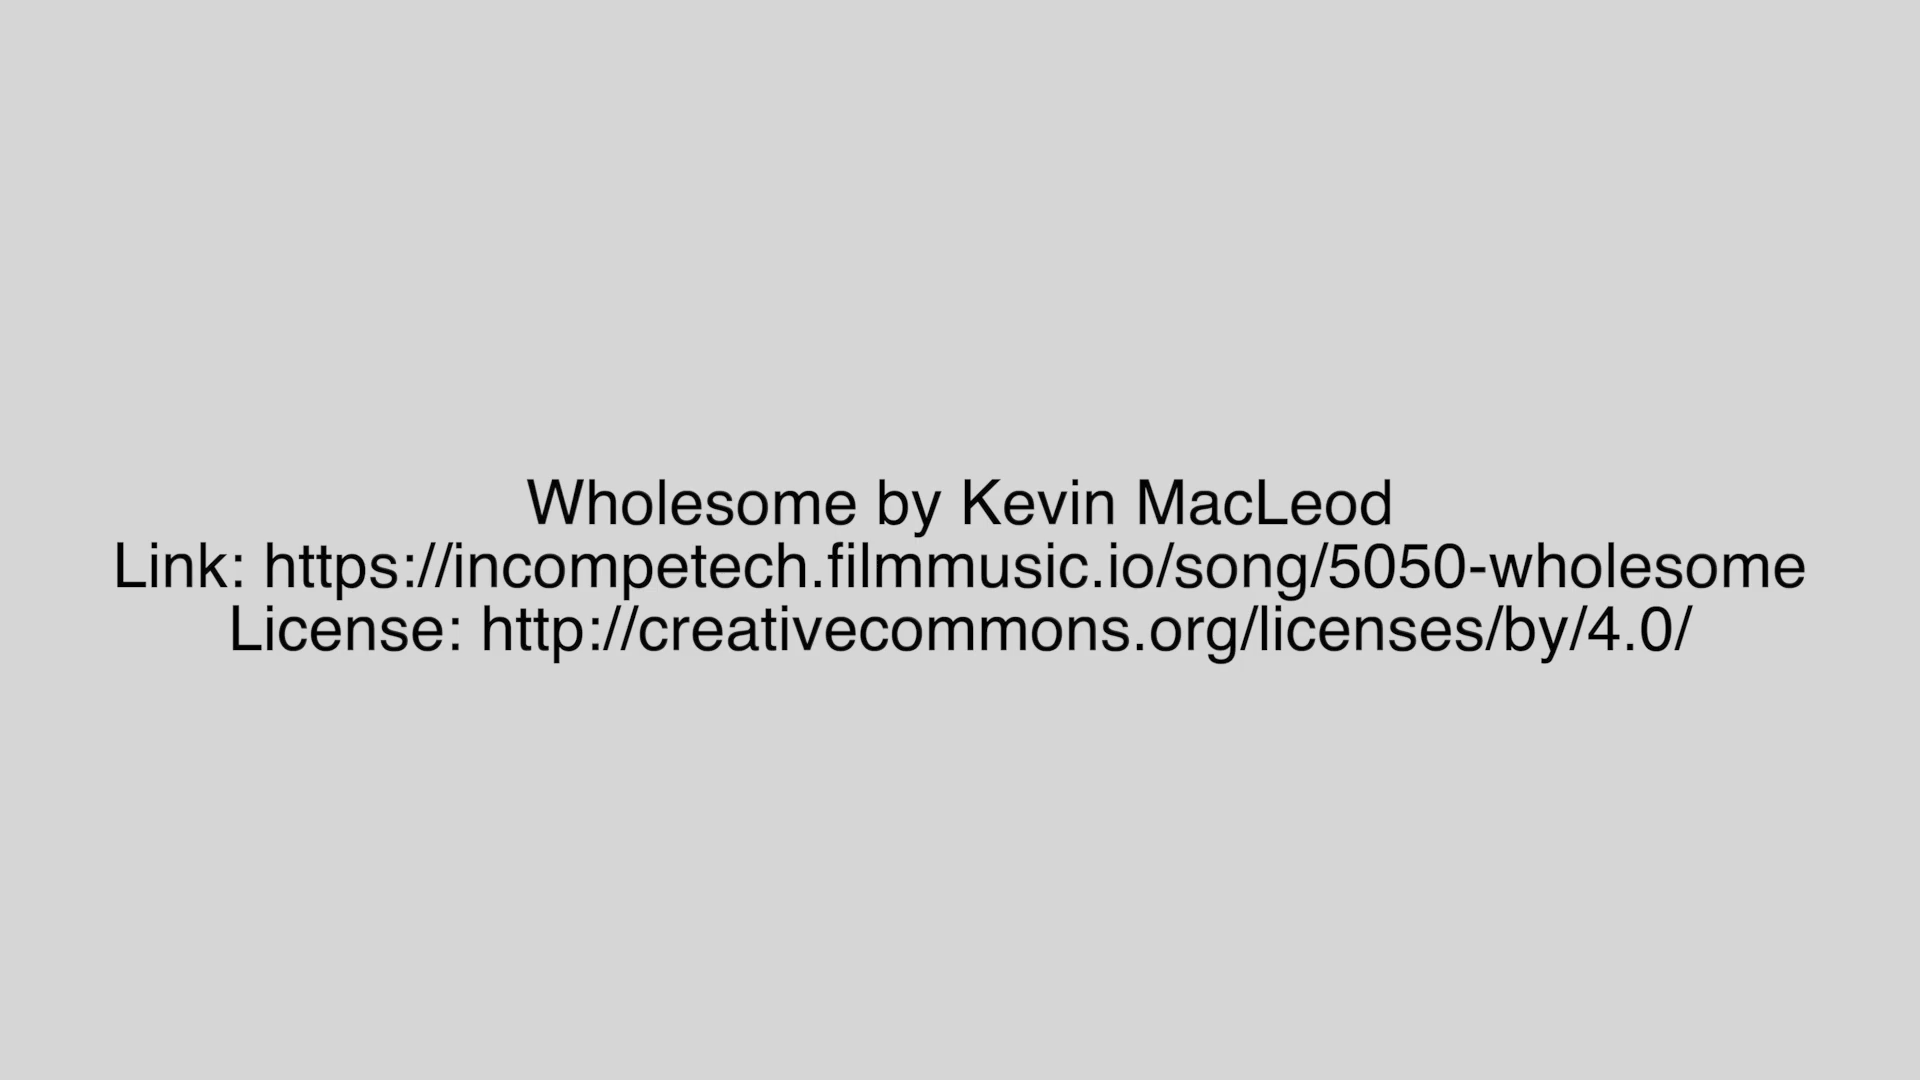 Wholesome by Kevin MacLeod
Link: https://incompetech.filmmusic.io/song/5050-wholesome
License: http://creativecommons.org/licenses/by/4.0/